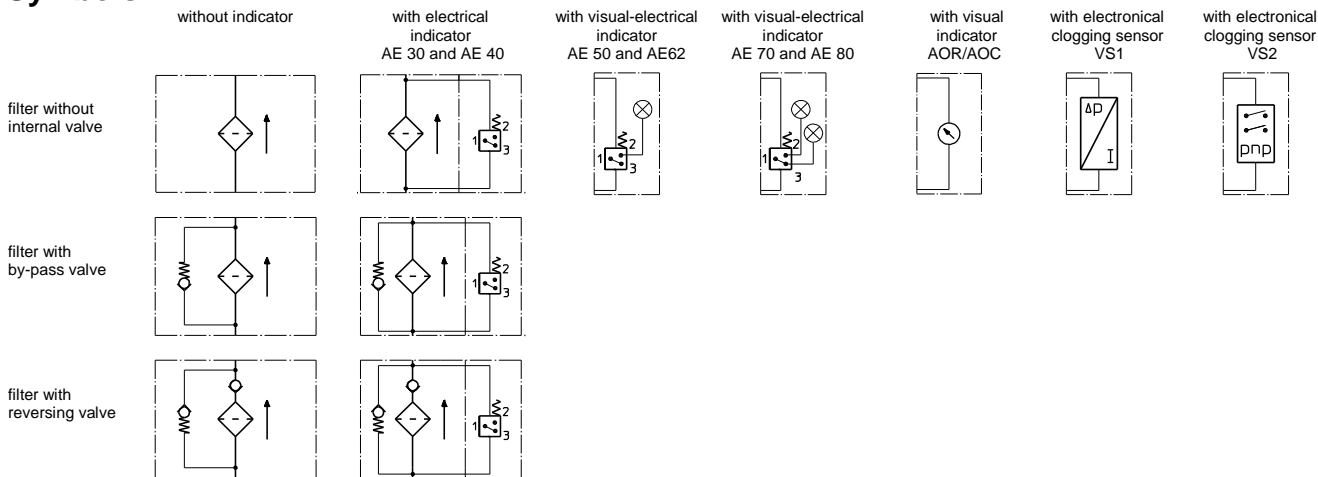 without indicator
with electrical
indicator
AE 30 and AE 40
with visual-electrical
indicator
AE 50 and AE62
with visual-electrical
indicator
AE 70 and AE 80
with visual
indicator
AOR/AOC
with electronical
clogging sensor
VS1
with electronical
clogging sensor
VS2
filter without
internal valve
1 2 3
1 2 3
1 2 3
Δp
I
pnp
filter with
by-pass valve
1 2 3
filter with
reversing valve
1 2 3